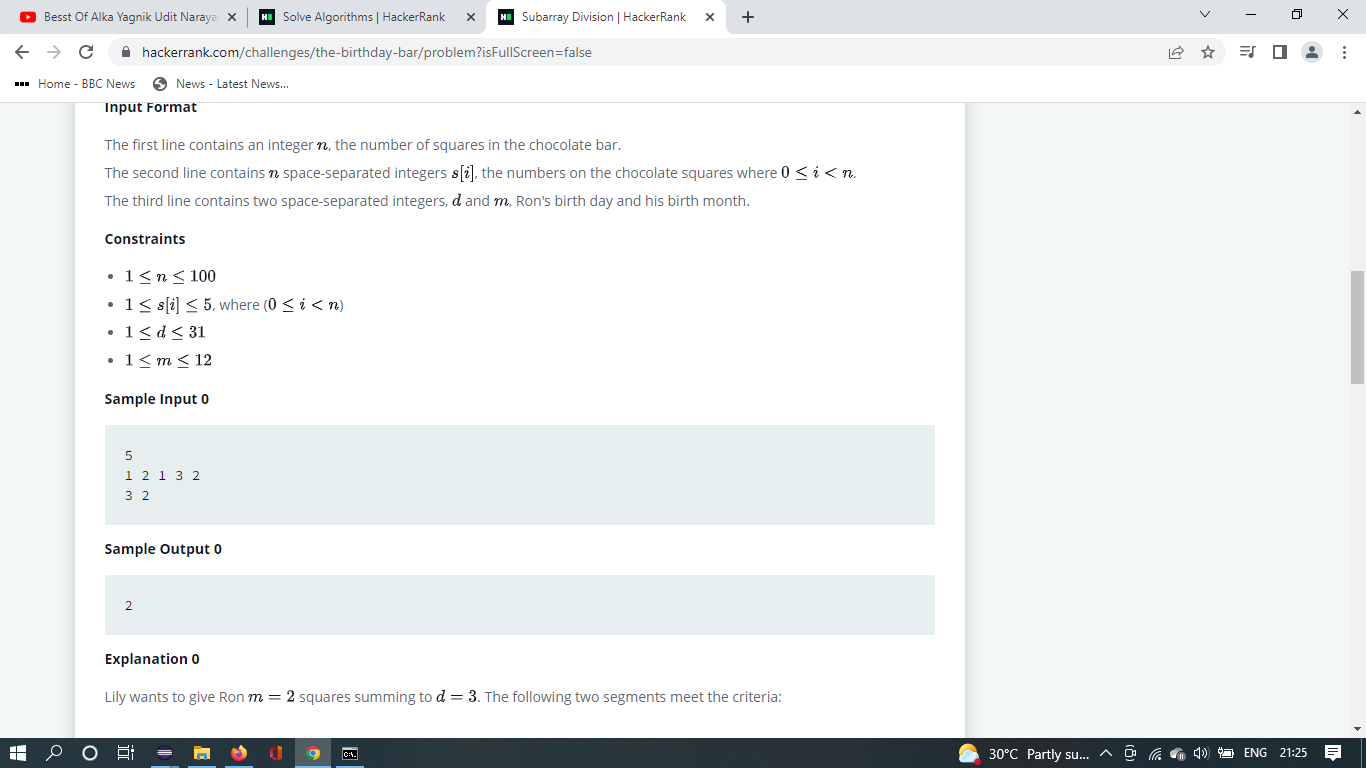 Besst Of Alka Yagnik Udit Naraya
Solve Algorithms | HackerRank
Subarray Division | HackerRank
hackerrank.com/challenges/the-birthday-bar/problem?isFullScreen=false
Home - BBC News
News - Latest News...
Input Format
The first line contains an integer n, the number of squares in the chocolate bar.
The second line contains n space-separated integers s[i], the numbers on the chocolate squares where 0 ≤ i < n.
The third line contains two space-separated integers, d and m, Ron's birth day and his birth month.
Constraints
• 1 ≤ n ≤ 100
• 1 ≤ s[i] ≤ 5, where (0 ≤ i < n)
• 1 ≤ d ≤ 31
• 1 ≤ m ≤ 12
Sample Input 0
5
1 2 1 3 2
3 2
Sample Output 0
2
Explanation 0
Lily wants to give Ron m = 2 squares summing to d = 3. The following two segments meet the criteria:
30°C Partly su...
ENG
21:25